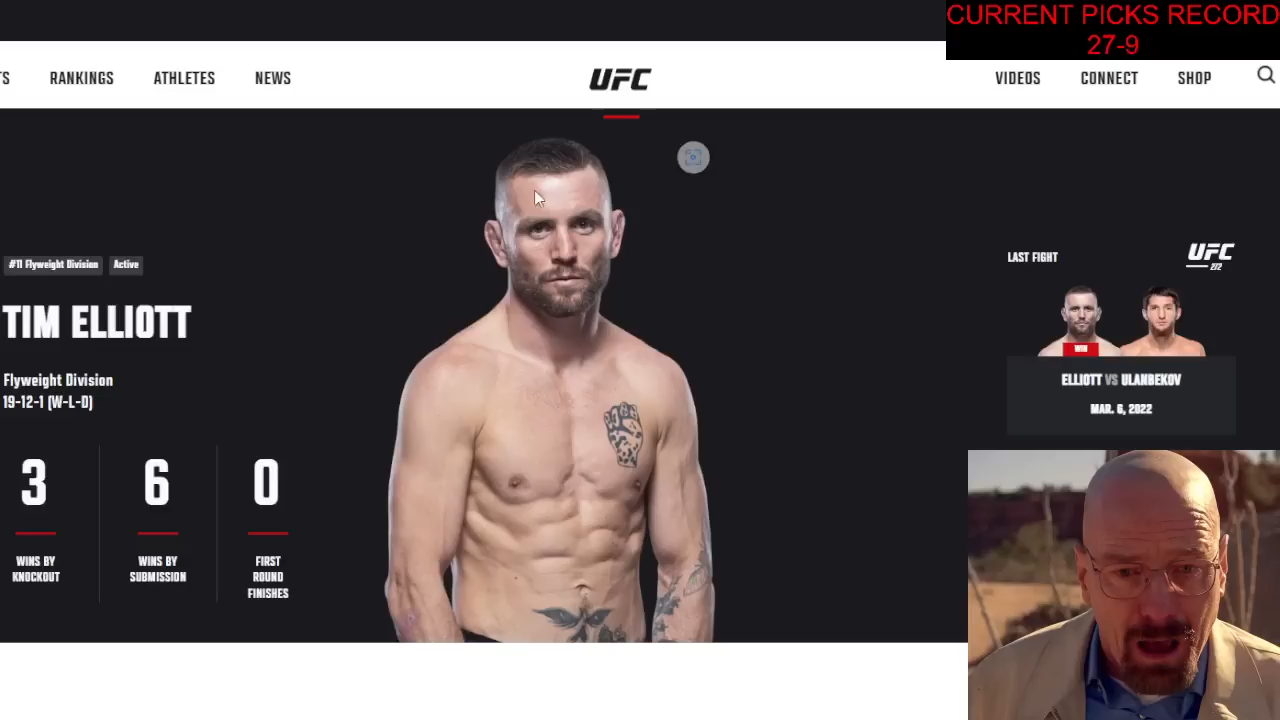 CURRENT PICKS RECORD
27-9
TS
RANKINGS
ATHLETES
NEWS
UFC
VIDEOS
CONNECT
SHOP
#11 Flyweight Division
Active
TIM ELLIOTT
Flyweight Division
19-12-1 (W-L-D)
3
WINS BY
KNOCKOUT
6
WINS BY
SUBMISSION
0
FIRST
ROUND
FINISHES
LAST FIGHT
UFC
272
WIN
ELLIOTT VS ULANBEKOV
MAR. 6, 2022